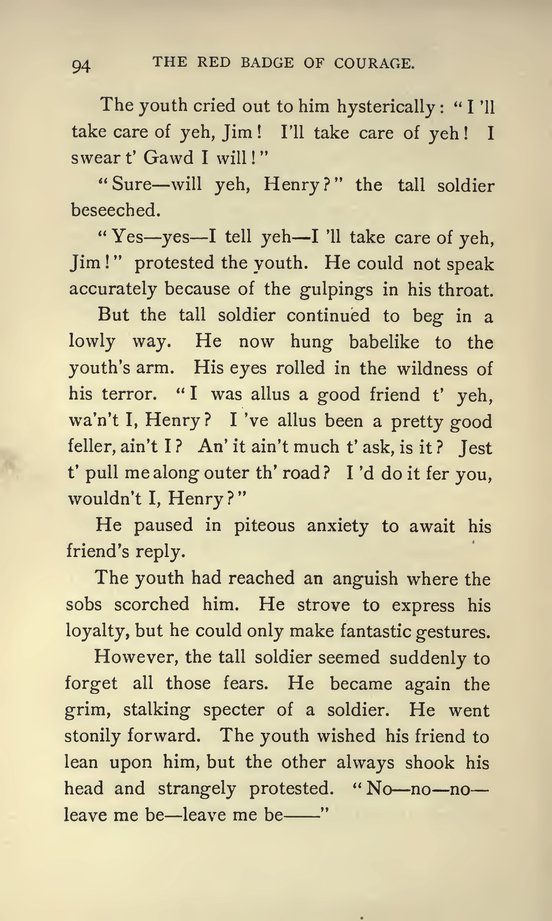 94 THE RED BADGE OF COURAGE.
The youth cried out to him hysterically: “I ’ll
take care of yeh, Jim! I’ll take care of yeh! I
swear t’ Gawd I will!”
“Sure—will yeh, Henry?” the tall soldier
beseeched.
“Yes—yes—I tell yeh—I ’ll take care of yeh,
Jim!” protested the youth. He could not speak
accurately because of the gulpings in his throat.
But the tall soldier continued to beg in a
lowly way. He now hung babelike to the
youth’s arm. His eyes rolled in the wildness of
his terror. “I was allus a good friend t’ yeh,
wa’n’t I, Henry? I ’ve allus been a pretty good
feller, ain’t I? An’ it ain’t much t’ ask, is it? Jest
t’ pull me along outer th’ road? I ’d do it fer you,
wouldn’t I, Henry?”
He paused in piteous anxiety to await his
friend’s reply.
The youth had reached an anguish where the
sobs scorched him. He strove to express his
loyalty, but he could only make fantastic gestures.
However, the tall soldier seemed suddenly to
forget all those fears. He became again the
grim, stalking specter of a soldier. He went
stonily forward. The youth wished his friend to
lean upon him, but the other always shook his
head and strangely protested. “No—no—no—
leave me be—leave me be——”